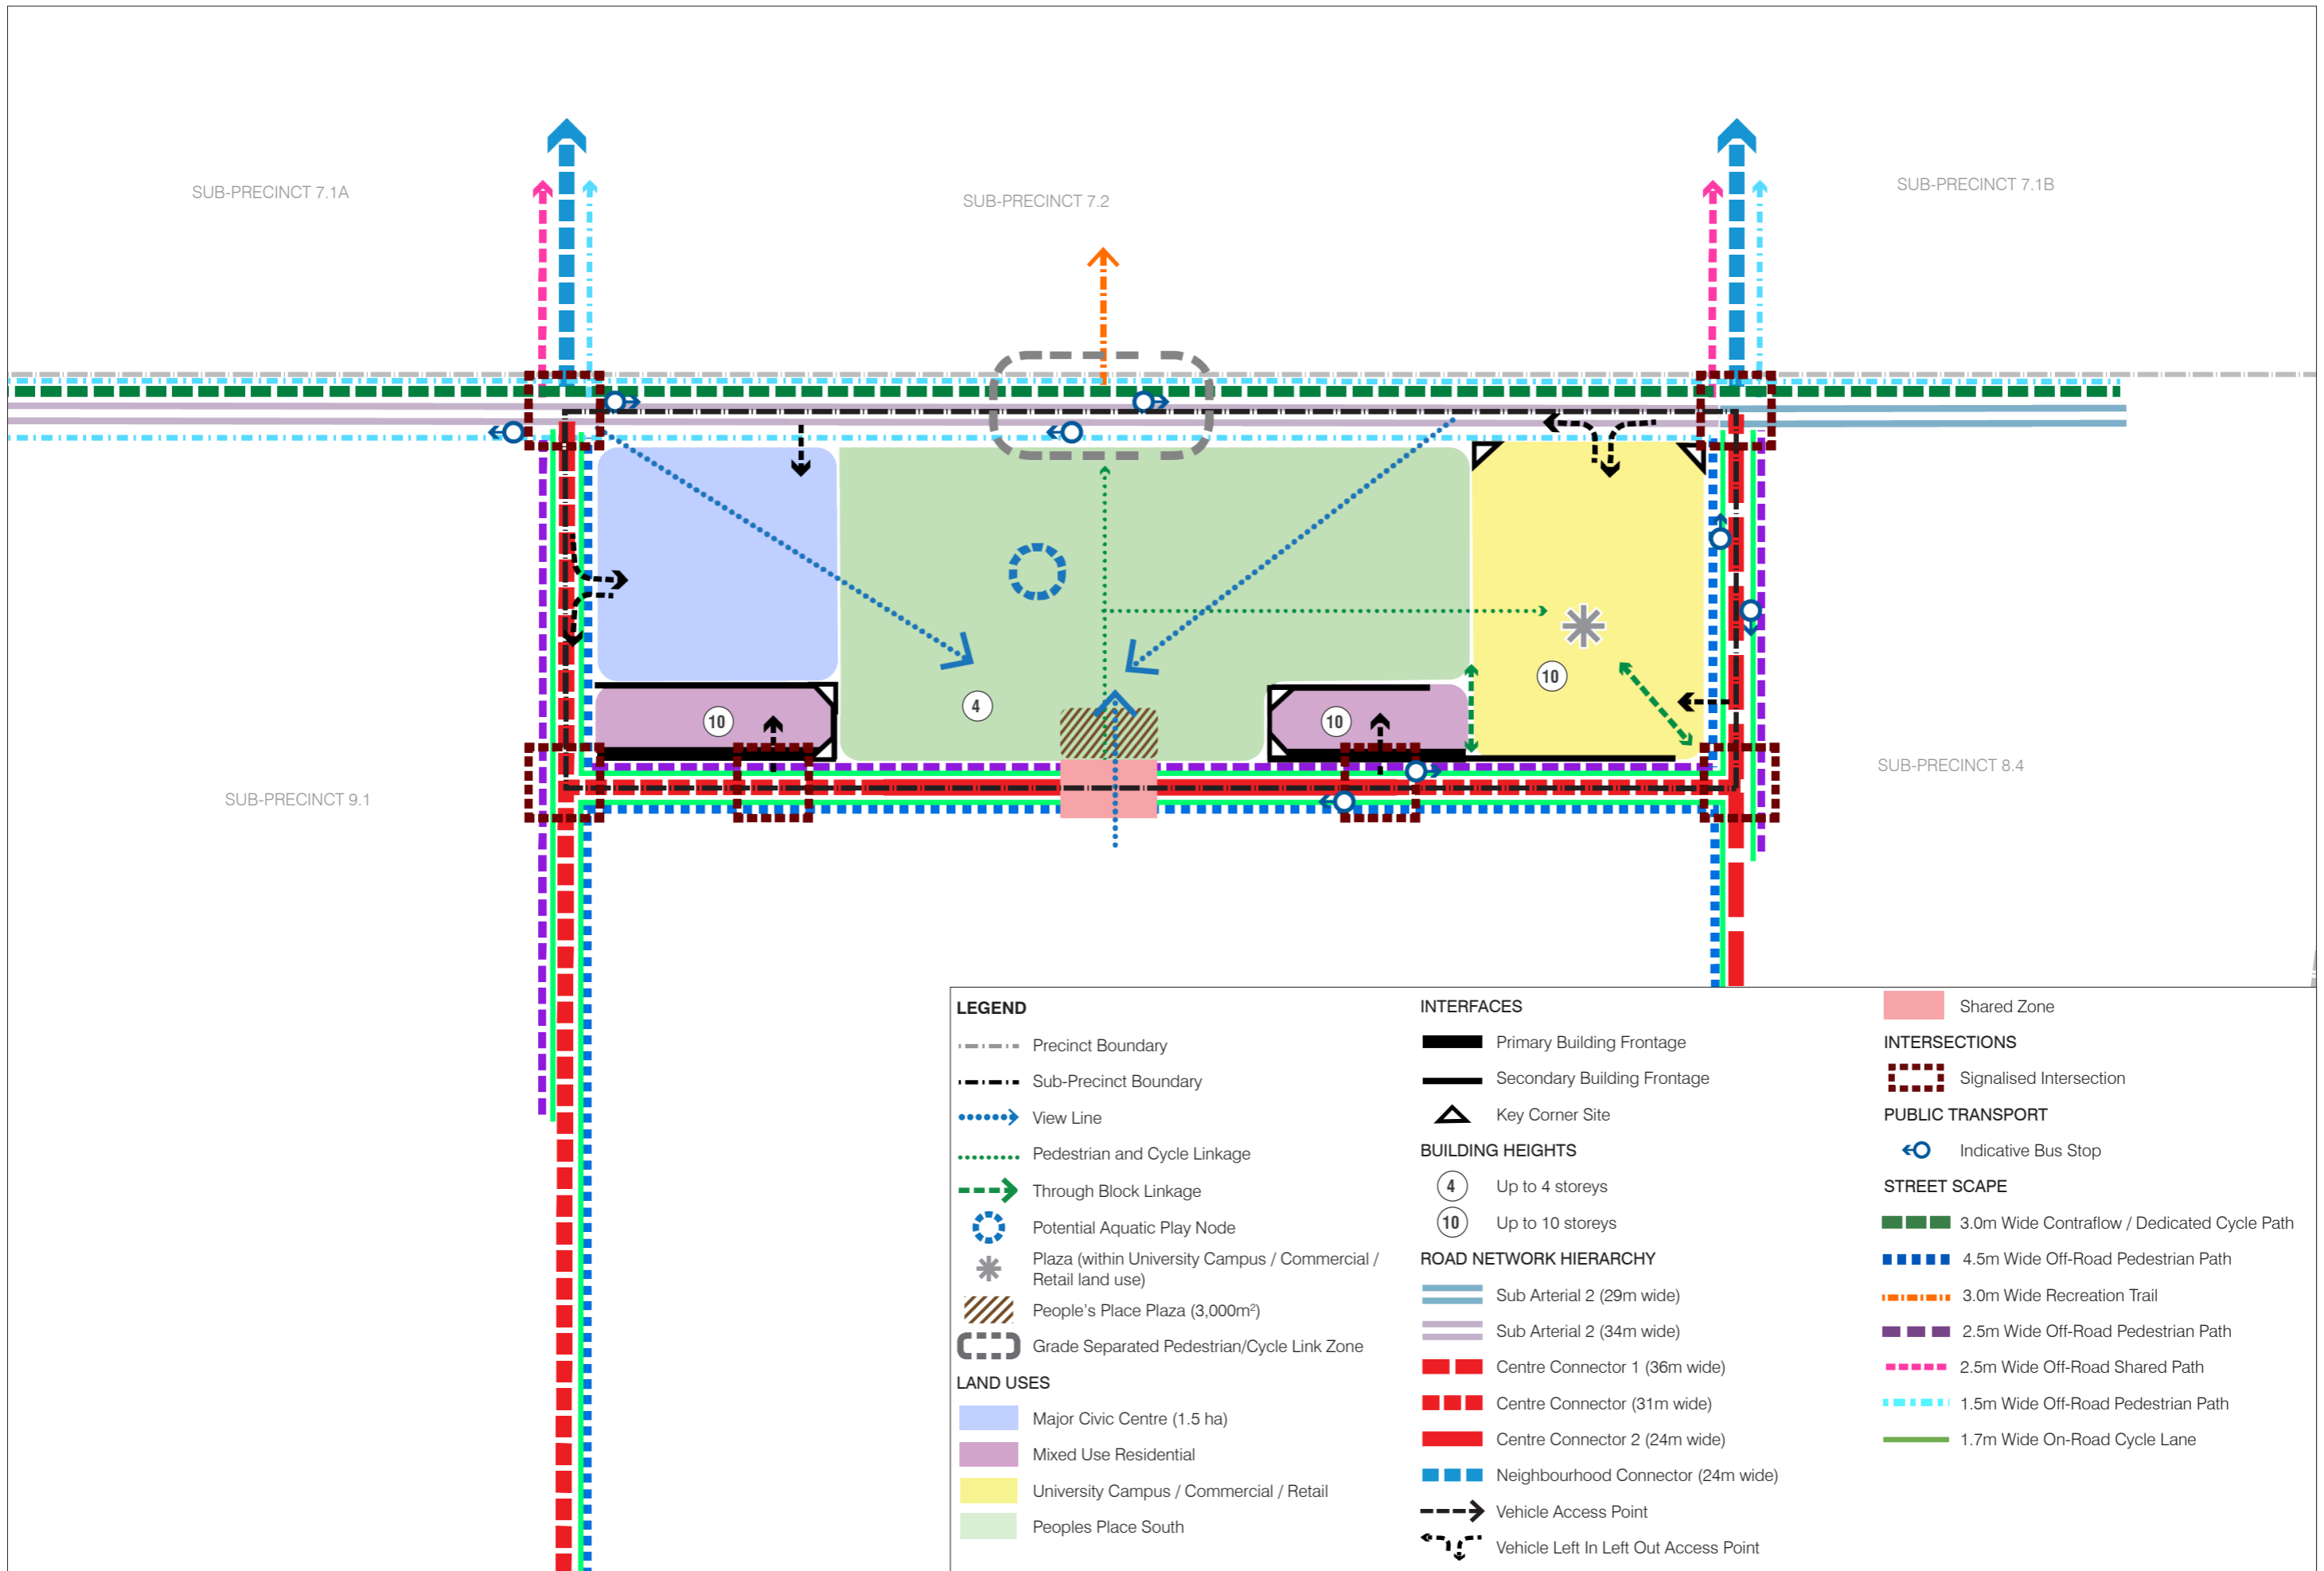 SUB-PRECINCT 7.1A
SUB-PRECINCT 7.2
SUB-PRECINCT 7.1B
10
4
10
10
SUB-PRECINCT 9.1
SUB-PRECINCT 8.4
LEGEND
Precinct Boundary
Sub-Precinct Boundary
View Line
Pedestrian and Cycle Linkage
Through Block Linkage
Potential Aquatic Play Node
Plaza (within University Campus / Commercial /
Retail land use)
People's Place Plaza (3,000m²)
Grade Separated Pedestrian/Cycle Link Zone
LAND USES
Major Civic Centre (1.5 ha)
Mixed Use Residential
University Campus / Commercial / Retail
Peoples Place South
INTERFACES
Primary Building Frontage
Secondary Building Frontage
Key Corner Site
BUILDING HEIGHTS
4 Up to 4 storeys
10 Up to 10 storeys
ROAD NETWORK HIERARCHY
Sub Arterial 2 (29m wide)
Sub Arterial 2 (34m wide)
Centre Connector 1 (36m wide)
Centre Connector (31m wide)
Centre Connector 2 (24m wide)
Neighbourhood Connector (24m wide)
Vehicle Access Point
Vehicle Left In Left Out Access Point
Shared Zone
INTERSECTIONS
Signalised Intersection
PUBLIC TRANSPORT
Indicative Bus Stop
STREET SCAPE
3.0m Wide Contraflow / Dedicated Cycle Path
4.5m Wide Off-Road Pedestrian Path
3.0m Wide Recreation Trail
2.5m Wide Off-Road Pedestrian Path
2.5m Wide Off-Road Shared Path
1.5m Wide Off-Road Pedestrian Path
1.7m Wide On-Road Cycle Lane